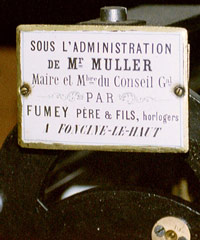 SOUS L'ADMINISTRATION
DE Mr MULLER
Maire et Mbre du Conseil Gal
PAR
FUMEY PÈRE & FILS, horlogers
A FONCINE-LE-HAUT